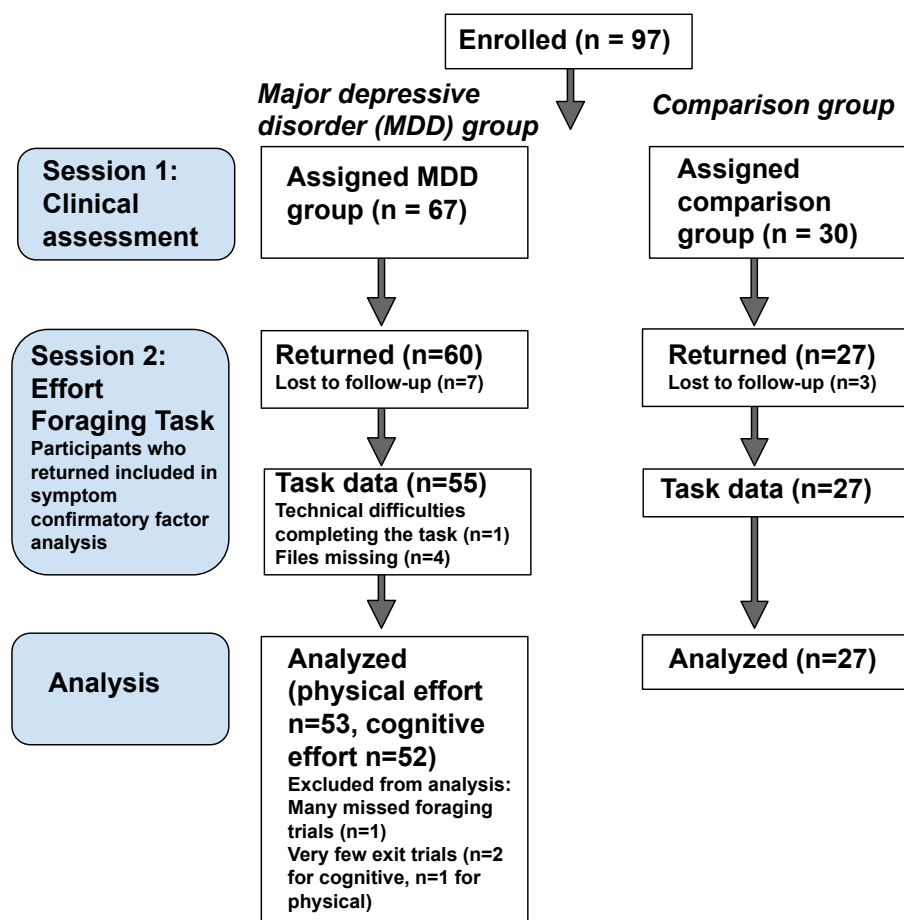 Enrolled (n = 97)
Major depressive
disorder (MDD) group
Comparison group
Session 1:
Clinical
assessment
Assigned MDD
group (n = 67)
Assigned
comparison
group (n = 30)
Session 2:
Effort
Foraging Task
Participants who
returned included in
symptom
confirmatory factor
analysis
Returned (n=60)
Lost to follow-up (n=7)
Returned (n=27)
Lost to follow-up (n=3)
Task data (n=55)
Technical difficulties
completing the task (n=1)
Files missing (n=4)
Task data (n=27)
Analysis
Analyzed
(physical effort
n=53, cognitive
effort n=52)
Excluded from analysis:
Many missed foraging
trials (n=1)
Very few exit trials (n=2
for cognitive, n=1 for
physical)
Analyzed (n=27)